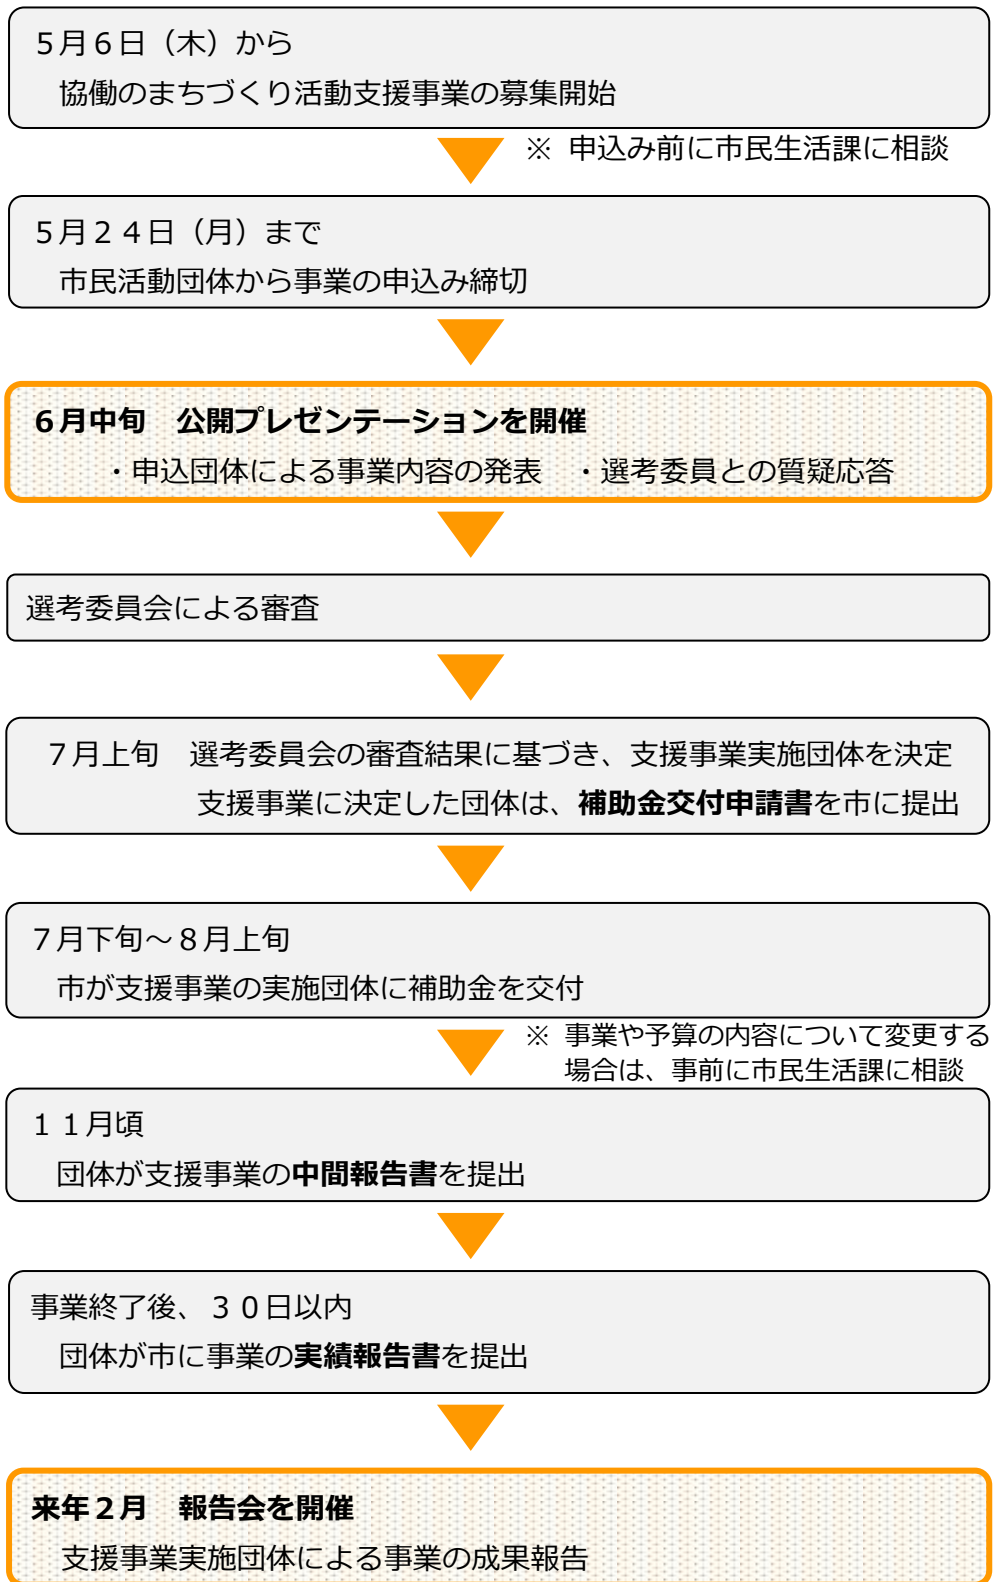 ５月６日（木）から
協働のまちづくり活動支援事業の募集開始
※ 申込み前に市民生活課に相談
５月２４日（月）まで
市民活動団体から事業の申込み締切
６月中旬　公開プレゼンテーションを開催
・申込団体による事業内容の発表　・選考委員との質疑応答
選考委員会による審査
７月上旬　選考委員会の審査結果に基づき、支援事業実施団体を決定
支援事業に決定した団体は、補助金交付申請書を市に提出
７月下旬～８月上旬
市が支援事業の実施団体に補助金を交付
※ 事業や予算の内容について変更する
場合は、事前に市民生活課に相談
１１月頃
団体が支援事業の中間報告書を提出
事業終了後、３０日以内
団体が市に事業の実績報告書を提出
来年２月　報告会を開催
支援事業実施団体による事業の成果報告